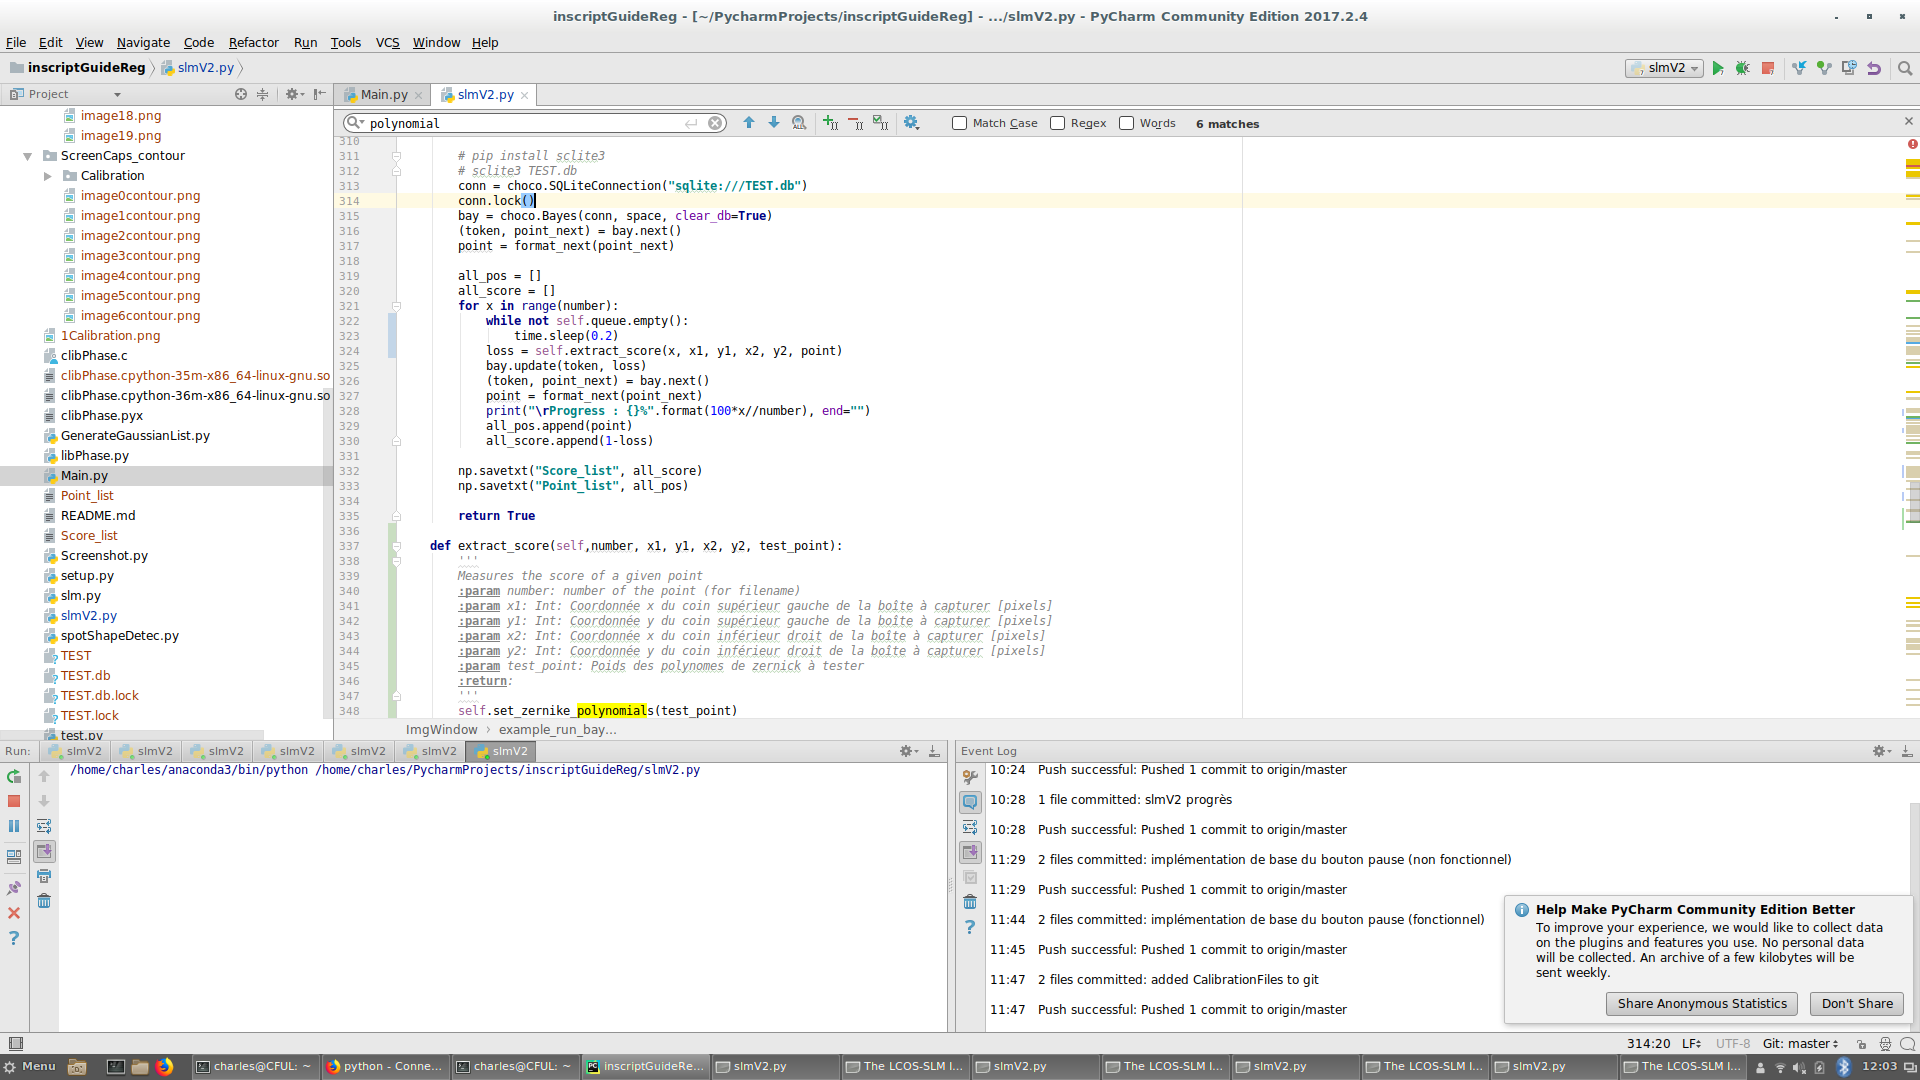 inscriptGuideReg - [~/PycharmProjects/inscriptGuideReg] - .../slmV2.py - PyCharm Community Edition 2017.2.4
File Edit View Navigate Code Refactor Run Tools VCS Window Help
inscriptGuideReg slmV2.py
slmV2
Project
Main.py slmV2.py
image18.png
image19.png
ScreenCaps_contour
Calibration
image0contour.png
image1contour.png
image2contour.png
image3contour.png
image4contour.png
image5contour.png
image6contour.png
1Calibration.png
clibPhase.c
clibPhase.cpython-35m-x86_64-linux-gnu.so
clibPhase.cpython-36m-x86_64-linux-gnu.so
clibPhase.pyx
GenerateGaussianList.py
libPhase.py
Main.py
Point_list
README.md
Score_list
Screenshot.py
setup.py
slm.py
slmV2.py
spotShapeDetec.py
TEST
TEST.db
TEST.db.lock
TEST.lock
test.py
polynomial
Match Case Regex Words 6 matches
310
311 # pip install sclite3
312 # sclite3 TEST.db
313 conn = choco.SQLiteConnection("sqlite:///TEST.db")
314 conn.lock()
315 bay = choco.Bayes(conn, space, clear_db=True)
316 (token, point_next) = bay.next()
317 point = format_next(point_next)
318
319 all_pos = []
320 all_score = []
321 for x in range(number):
322 while not self.queue.empty():
323 time.sleep(0.2)
324 loss = self.extract_score(x, x1, y1, x2, y2, point)
325 bay.update(token, loss)
326 (token, point_next) = bay.next()
327 point = format_next(point_next)
328 print("\rProgress : {}%".format(100*x//number), end="")
329 all_pos.append(point)
330 all_score.append(1-loss)
331
332 np.savetxt("Score_list", all_score)
333 np.savetxt("Point_list", all_pos)
334
335 return True
336
337 def extract_score(self,number, x1, y1, x2, y2, test_point):
338 '''
339 Measures the score of a given point
340 :param number: number of the point (for filename)
341 :param x1: Int: Coordonnée x du coin supérieur gauche de la boîte à capturer [pixels]
342 :param y1: Int: Coordonnée y du coin supérieur gauche de la boîte à capturer [pixels]
343 :param x2: Int: Coordonnée x du coin inférieur droit de la boîte à capturer [pixels]
344 :param y2: Int: Coordonnée y du coin inférieur droit de la boîte à capturer [pixels]
345 :param test_point: Poids des polynomes de zernick à tester
346 :return:
347 '''
348 self.set_zernike_polynomials(test_point)
ImgWindow › example_run_bay...
Run: slmV2 slmV2 slmV2 slmV2 slmV2 slmV2 slmV2
/home/charles/anaconda3/bin/python /home/charles/PycharmProjects/inscriptGuideReg/slmV2.py
Event Log
10:24 Push successful: Pushed 1 commit to origin/master
10:28 1 file committed: slmV2 progrès
10:28 Push successful: Pushed 1 commit to origin/master
11:29 2 files committed: implémentation de base du bouton pause (non fonctionnel)
11:29 Push successful: Pushed 1 commit to origin/master
11:44 2 files committed: implémentation de base du bouton pause (fonctionnel)
11:45 Push successful: Pushed 1 commit to origin/master
11:47 2 files committed: added CalibrationFiles to git
11:47 Push successful: Pushed 1 commit to origin/master
Help Make PyCharm Community Edition Better
To improve your experience, we would like to collect data
on the plugins and features you use. No personal data
will be collected. An archive of a few kilobytes will be
sent weekly.
Share Anonymous Statistics Don't Share
314:20 LF UTF-8 Git: master
Menu charles@CFUL: ~ python - Conne... charles@CFUL: ~ inscriptGuideRe... slmV2.py The LCOS-SLM I... slmV2.py The LCOS-SLM I... slmV2.py The LCOS-SLM I... slmV2.py The LCOS-SLM I... 12:03